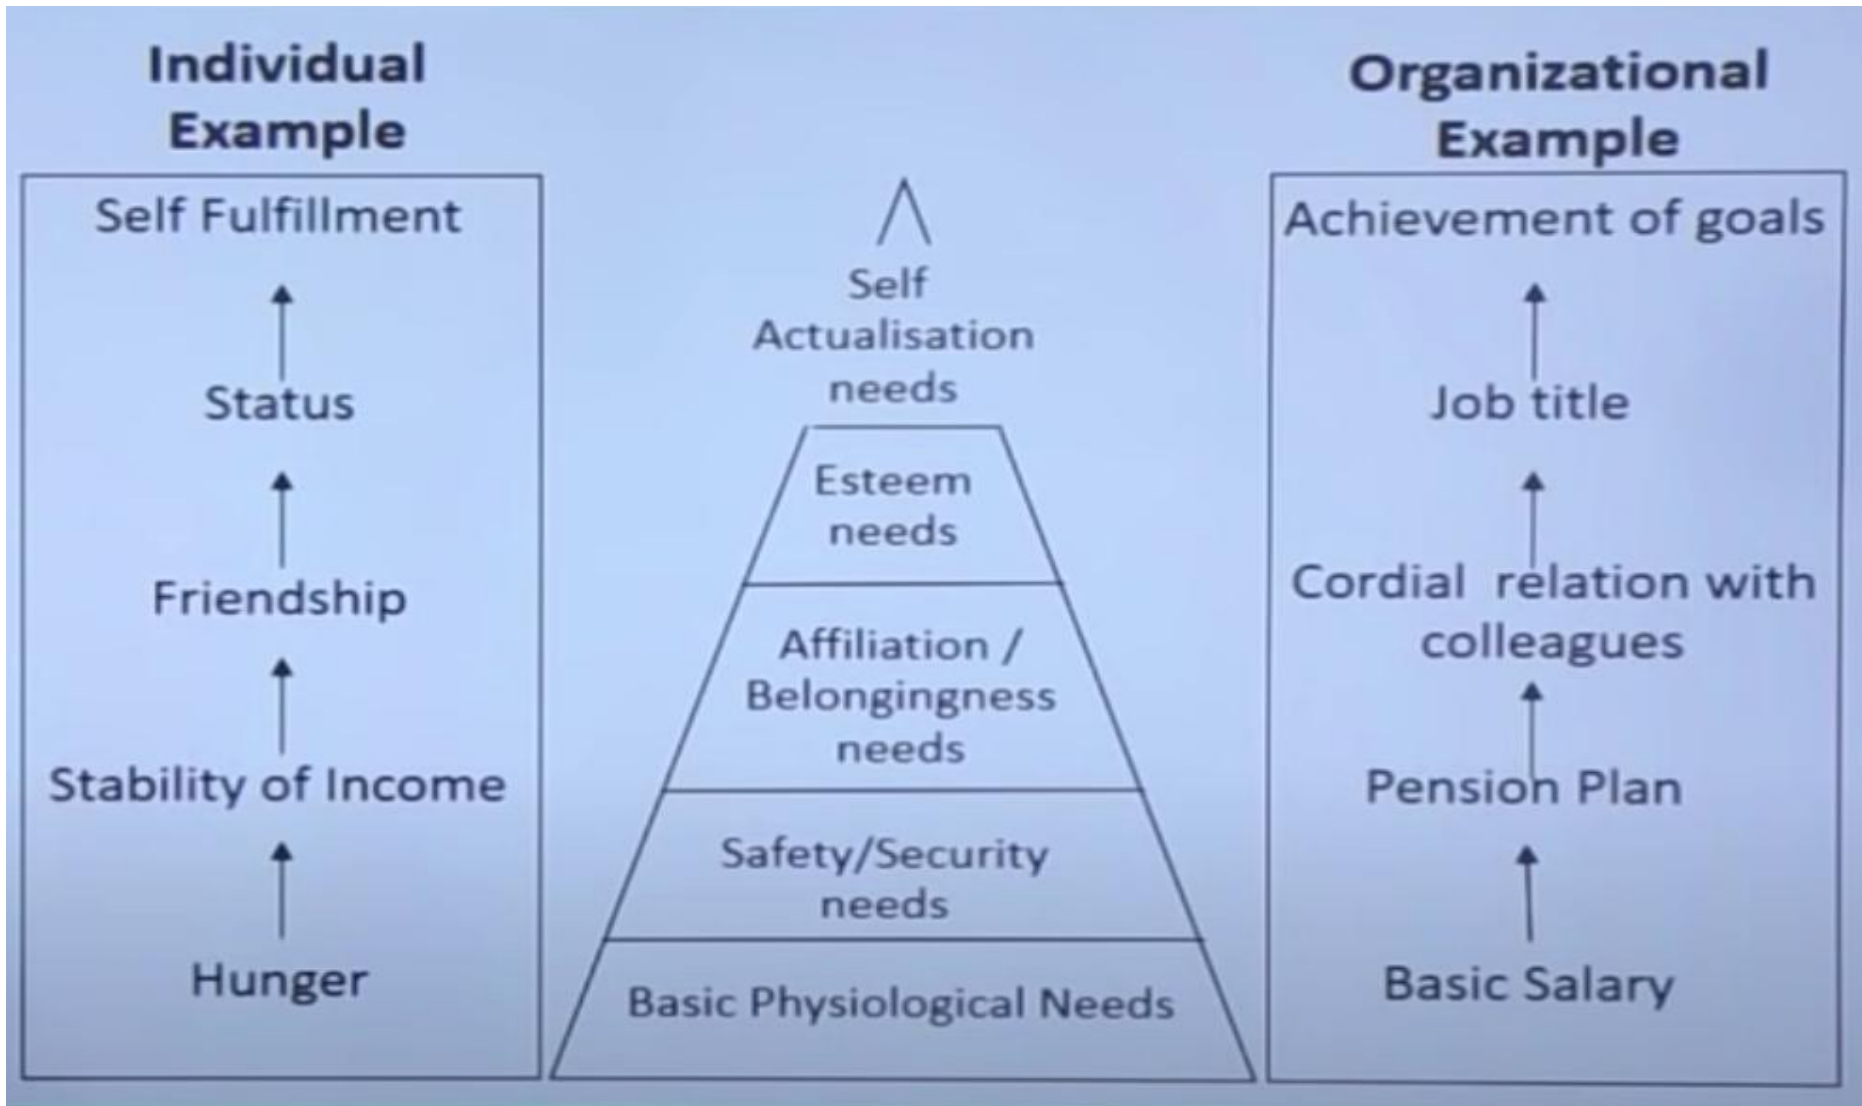 Individual
Example
Self Fulfillment
Status
Friendship
Stability of Income
Hunger
Self
Actualisation
needs
Esteem
needs
Affiliation /
Belongingness
needs
Safety/Security
needs
Basic Physiological Needs
Organizational
Example
Achievement of goals
Job title
Cordial relation with
colleagues
Pension Plan
Basic Salary